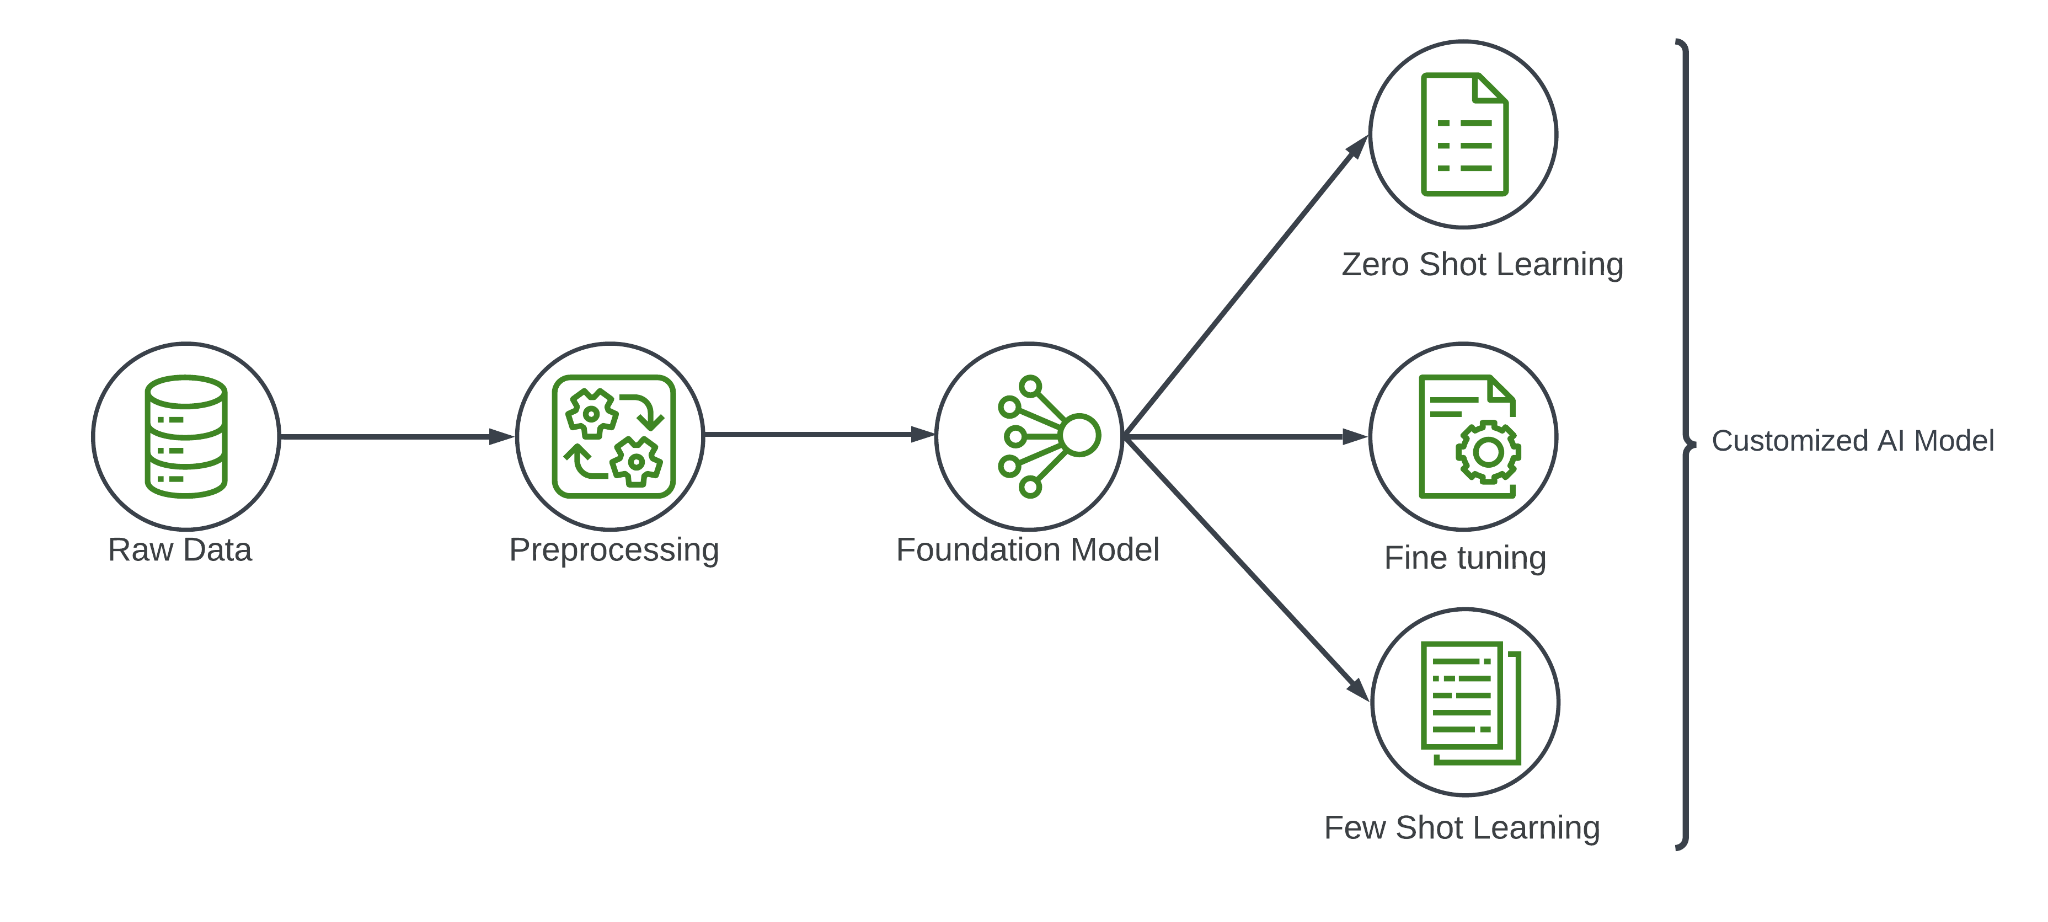 Zero Shot Learning
Raw Data
Preprocessing
Foundation Model
Fine tuning
Customized AI Model
Few Shot Learning